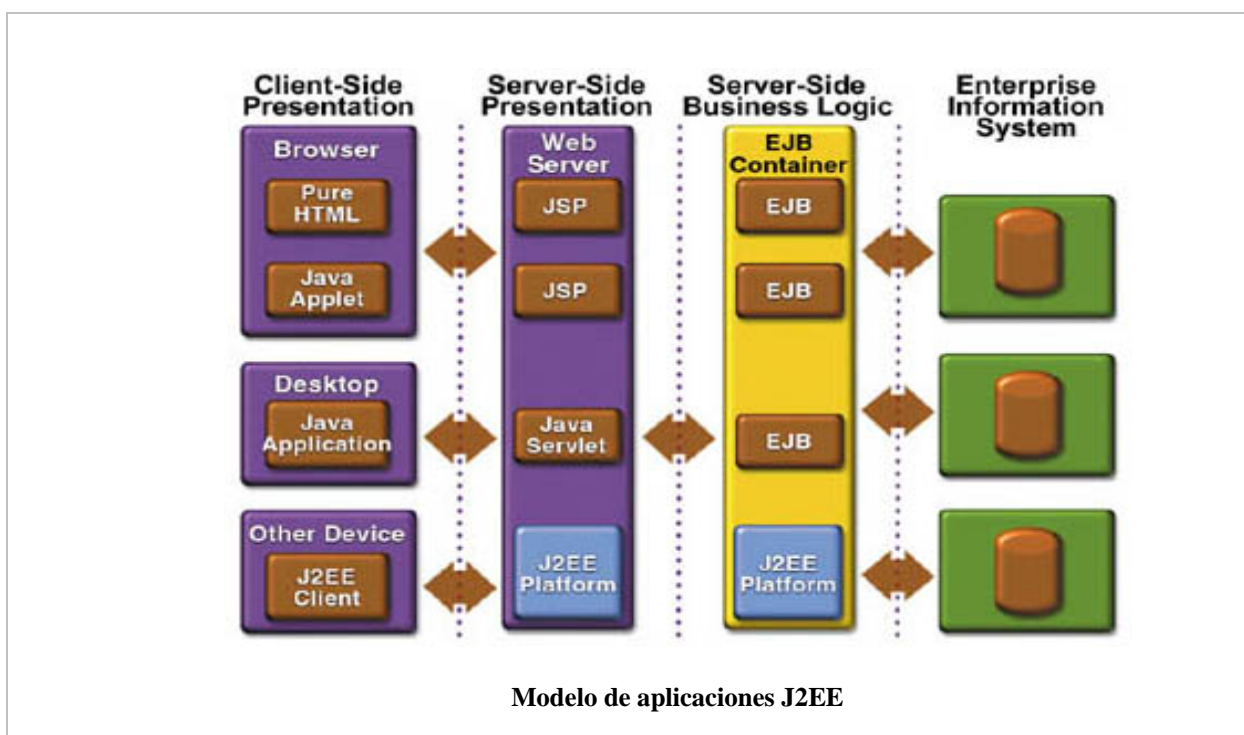 Client-Side
Presentation
Server-Side
Presentation
Server-Side
Business Logic
Enterprise
Information
System
Browser
Pure
HTML
Java
Applet
Desktop
Java
Application
Other Device
J2EE
Client
Web
Server
JSP
JSP
Java
Servlet
J2EE
Platform
EJB
Container
EJB
EJB
EJB
J2EE
Platform
Modelo de aplicaciones J2EE